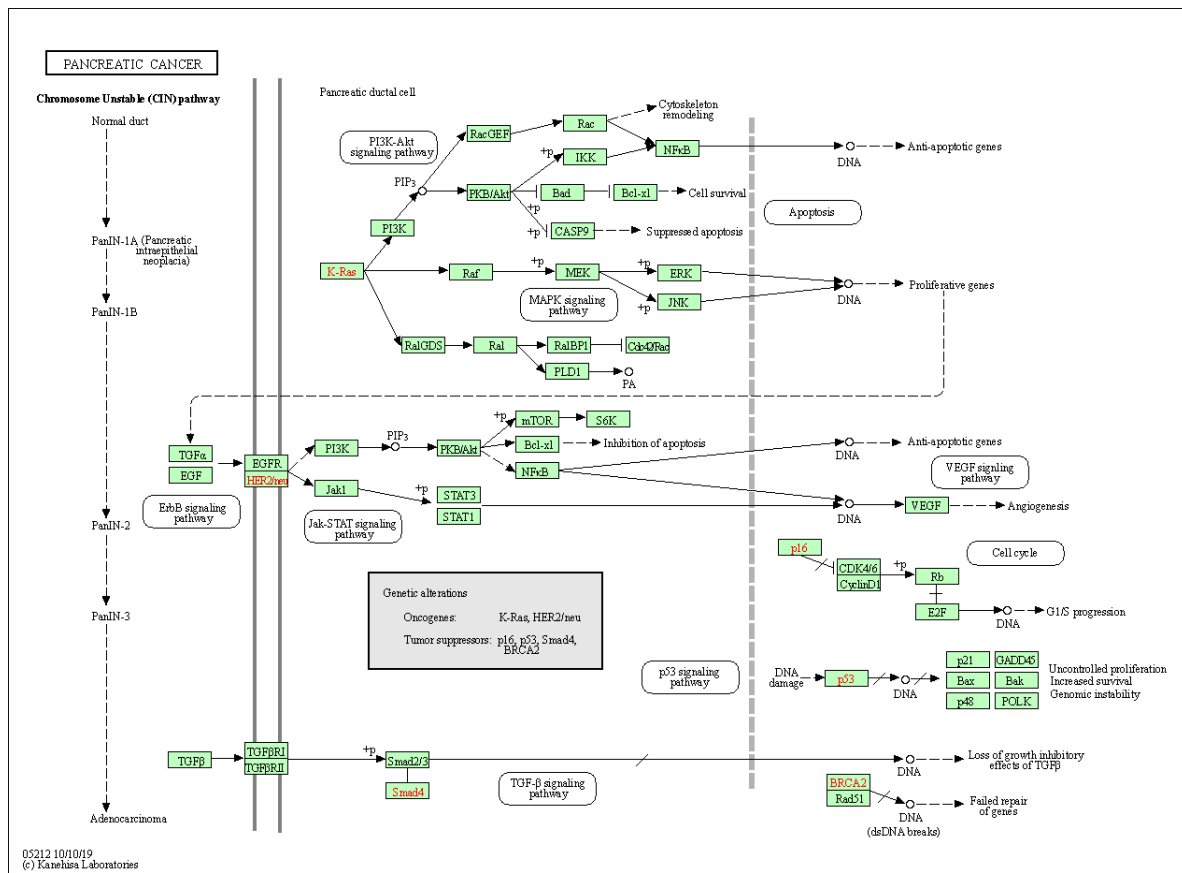 PANCREATIC CANCER
Chromosome Unstable (CIN) pathway
Normal duct
PanIN-1A (Pancreatic
intraepithelial
neoplacia)
PanIN-1B
PanIN-2
PanIN-3
Adenocarcinoma
Pancreatic ductal cell
PI3K-Akt
signaling pathway
RacGEF
Rac
Cytoskeleton
remodeling
+p
IKK
NFκB
DNA
Anti-apoptotic genes
PIP3
PKB/Akt
Bad
Bcl-xl
Cell survival
+p
Apoptosis
PI3K
+p
CASP9
Suppressed apoptosis
K-Ras
Raf
+p
MEK
+p
ERK
MAPK signaling
pathway
+p
JNK
DNA
Proliferative genes
RalGDS
Ral
RalBP1
Cdc42/Rac
PLD1
PA
TGFα
EGF
EGFR
HER2/neu
ErbB signaling
pathway
PI3K
PIP3
PKB/Akt
+p
mTOR
S6K
Bcl-xl
Inhibition of apoptosis
NFκB
DNA
Anti-apoptotic genes
VEGF signling
pathway
Jak1
+p
STAT3
STAT1
Jak-STAT signaling
pathway
DNA
VEGF
Angiogenesis
p16
CDK4/6
CyclinD1
+p
Rb
E2F
Cell cycle
DNA
G1/S progression
Genetic alterations
Oncogenes: K-Ras, HER2/neu
Tumor suppressors: p16, p53, Smad4,
BRCA2
p53 signaling
pathway
DNA
damage
p53
DNA
p21
GADD45
Bax
Bak
p48
POLK
Uncontrolled proliferation
Increased survival
Genomic instability
TGFβ
TGFβRI
TGFβRII
+p
Smad2/3
Smad4
TGF-β signaling
pathway
DNA
Loss of growth inhibitory
effects of TGFβ
BRCA2
Rad51
DNA
(dsDNA breaks)
Failed repair
of genes
05212 10/10/19
(c) Kanehisa Laboratories